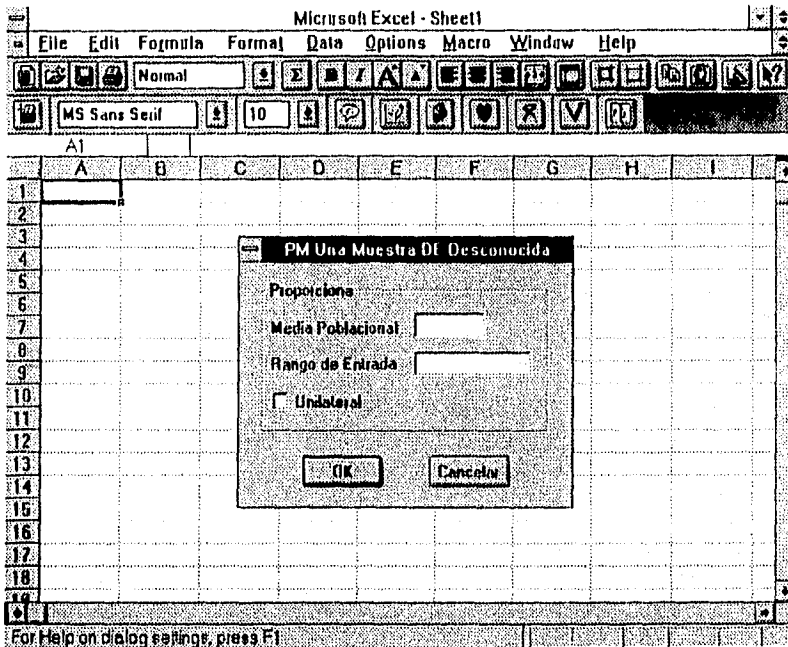 Microsoft Excel - Sheet1
File Edit Formula Format Data Options Macro Window Help
Normal
MS Sans Serif 10
A1
A B C D E F G H I
1
2
3
4
5
6
7
8
9
10
11
12
13
14
15
16
17
18
PM Una Muestra DE Desconocida
Proporciona
Media Poblacional
Rango de Entrada
Unilateral
OK Cancelar
For Help on dialog settings, press F1